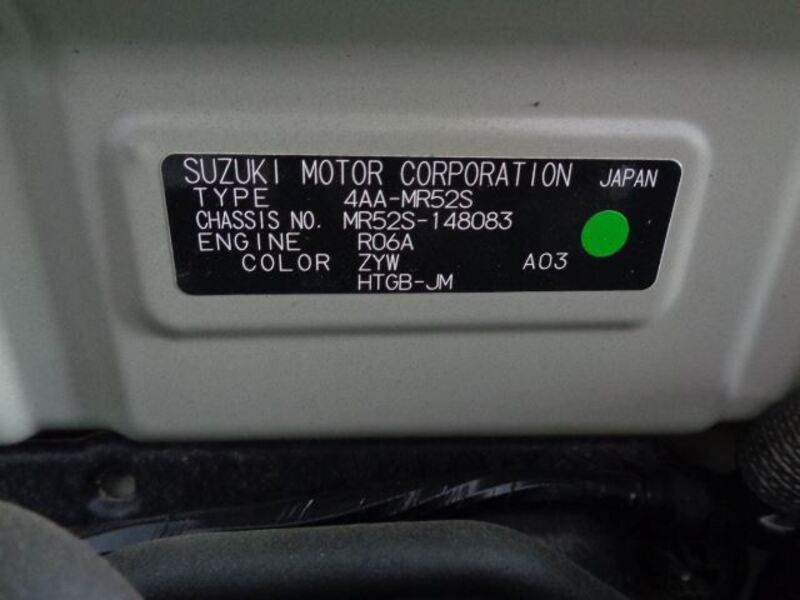 SUZUKI MOTOR CORPORATION JAPAN
TYPE 4AA-MR52S
CHASSIS NO. MR52S-148083
ENGINE R06A
COLOR ZYW A03
HTGB-JM